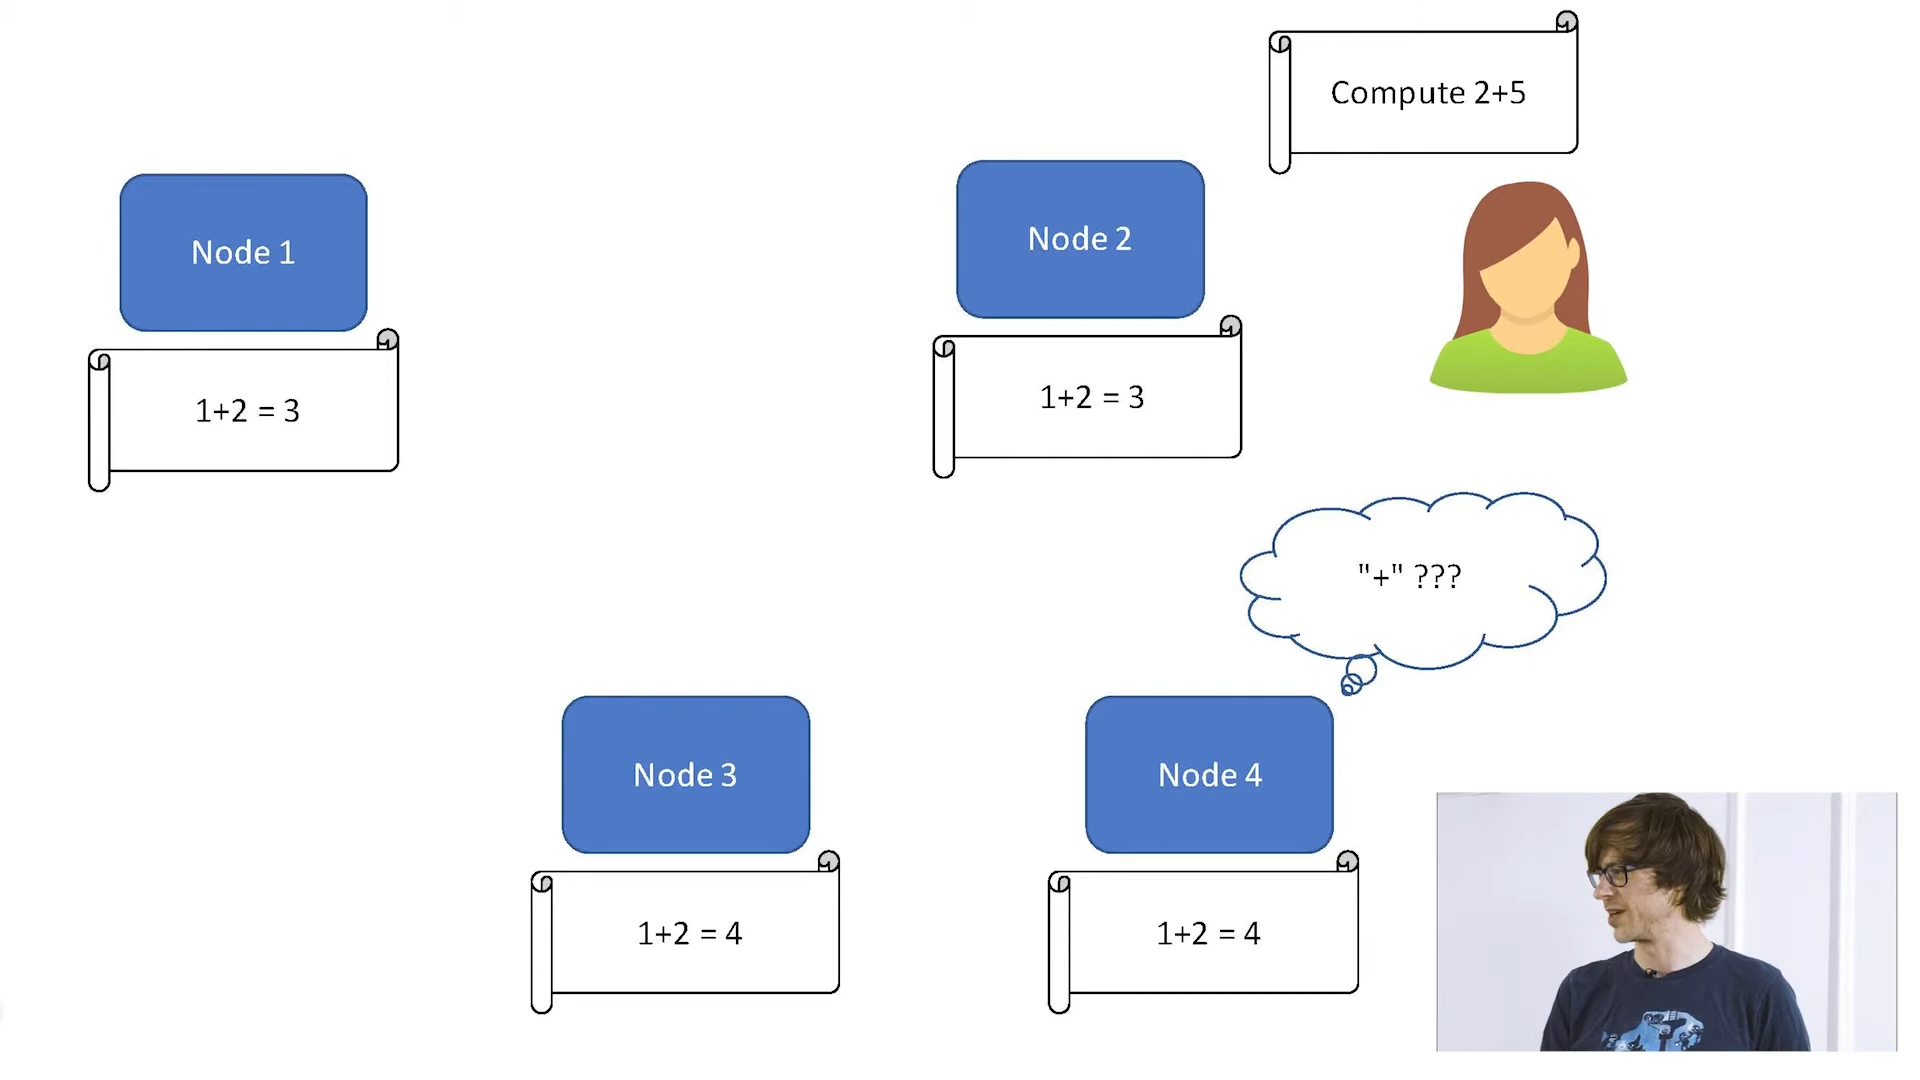 Compute 2+5
Node 1
Node 2
1+2 = 3
1+2 = 3
"+" ???
Node 3
Node 4
1+2 = 4
1+2 = 4